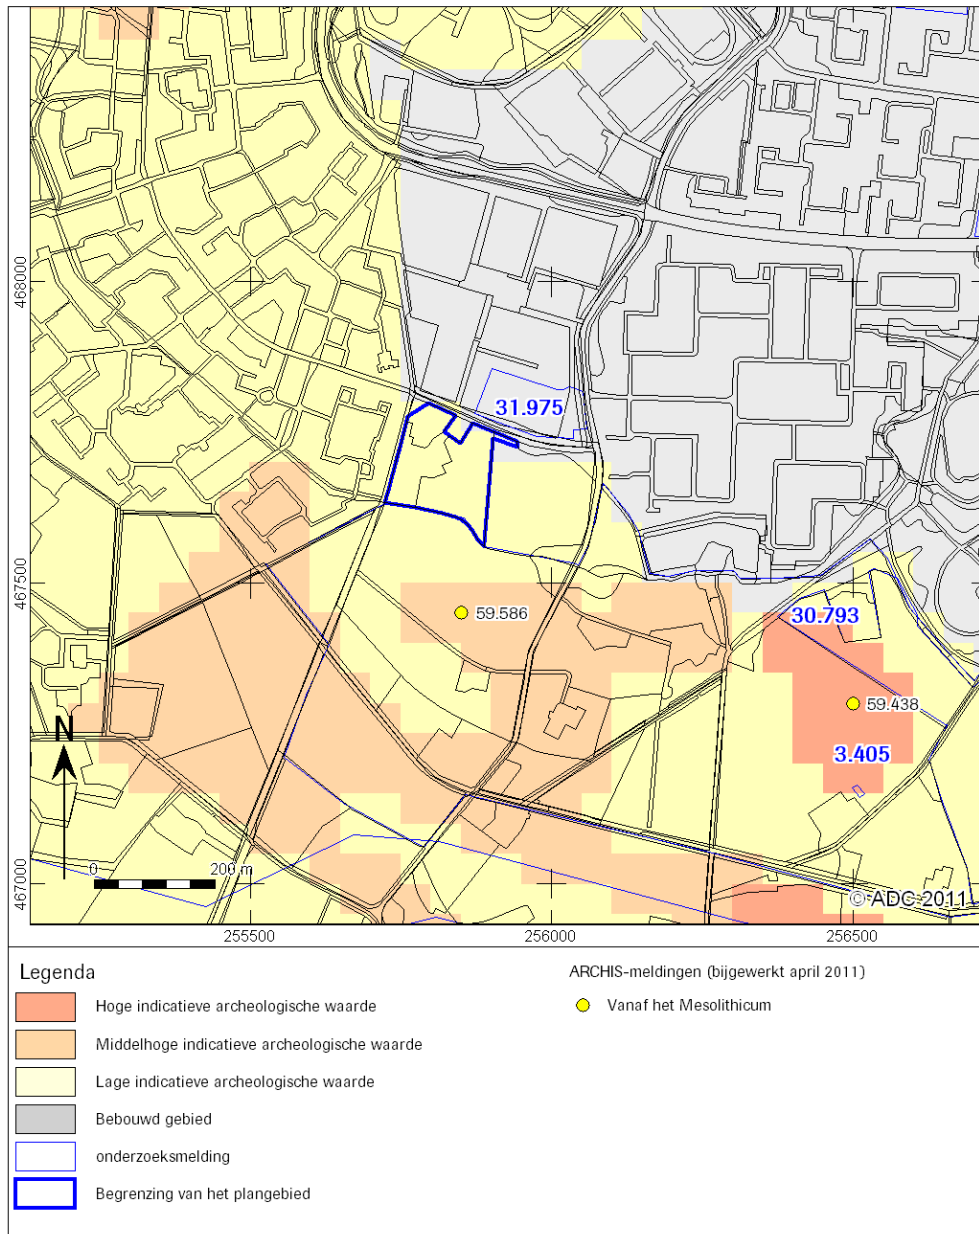 468000
31.975
467500
59.586
30.793
59.438
3.405
N
0 200 m
467000
© ADC 2011
255500 256000 256500
Legenda
Hoge indicatieve archeologische waarde
Middelhoge indicatieve archeologische waarde
Lage indicatieve archeologische waarde
Bebouwd gebied
onderzoeksmelding
Begrenzing van het plangebied
ARCHIS-meldingen (bijgewerkt april 2011)
Vanaf het Mesolithicum